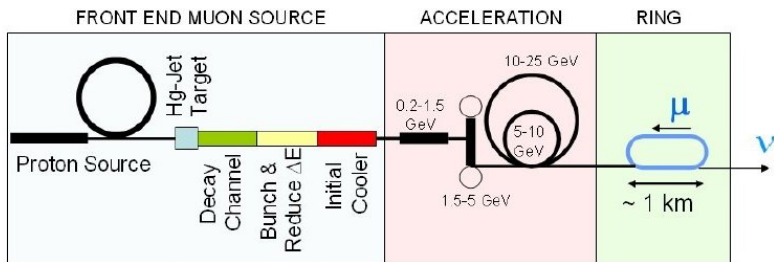 FRONT END MUON SOURCE
ACCELERATION
RING
Proton Source
Hg-Jet
Target
Decay
Channel
Bunch &
Reduce ΔE
Initial
Cooler
0.2-1.5
GeV
10-25 GeV
5-10
GeV
1.5-5 GeV
μ
ν
~ 1 km